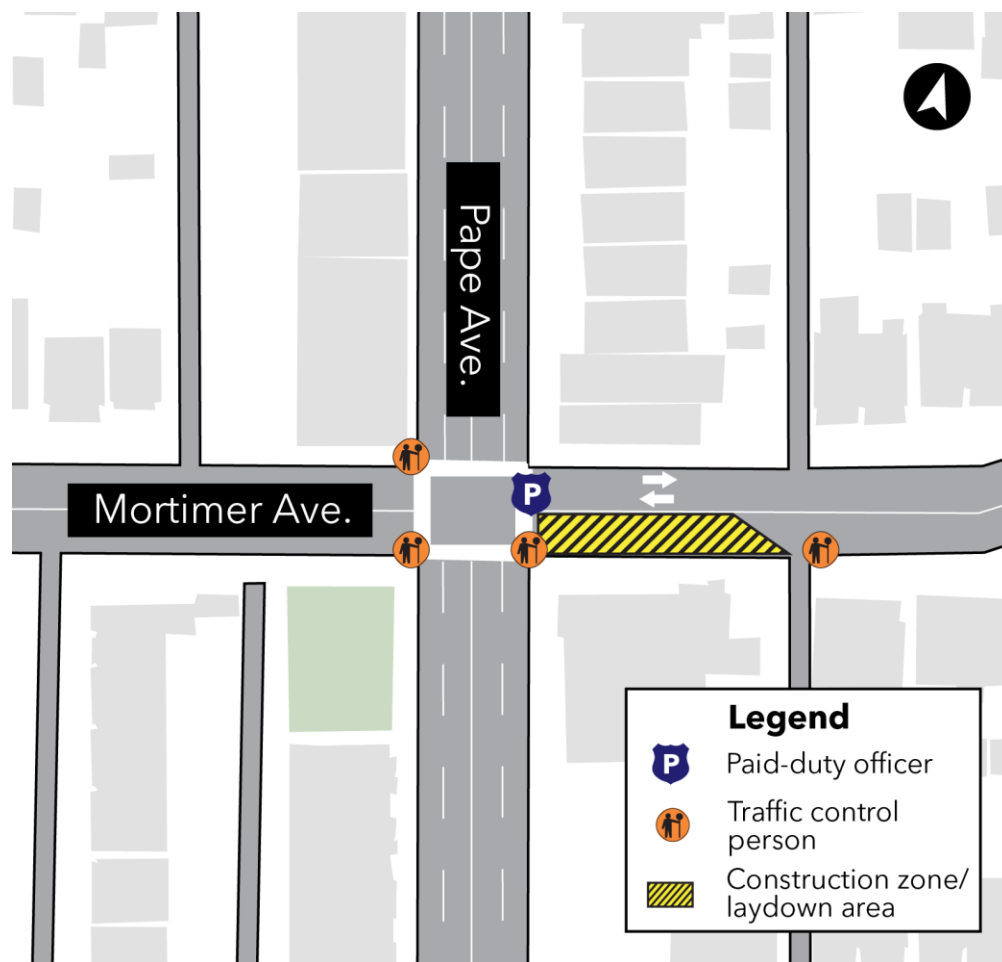 Pape Ave.
P
Mortimer Ave.
Legend
P
Paid-duty officer
Traffic control
person
Construction zone/
laydown area